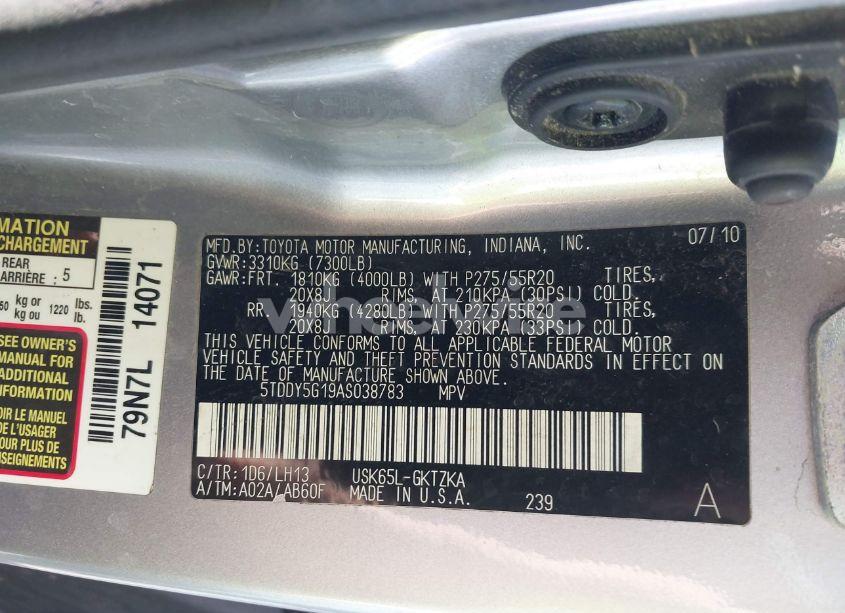 MATION
CHARGEMENT
REAR
ARRIÈRE : 5
60 kg or 1220 lbs.
kg ou lb.
SEE OWNER'S
MANUAL FOR
ADDITIONAL
INFORMATION
OIR LE MANUEL
DE L'USAGER
POUR PLUS DE
NSEIGNEMENTS
79N7L 14071
MFD.BY:TOYOTA MOTOR MANUFACTURING, INDIANA, INC. 07/10
GVWR:3310KG (7300LB)
GAWR:FRT. 1810KG (4000LB) WITH P275/55R20 TIRES,
20X8J RIMS, AT 210KPA (30PSI) COLD.
RR. 1940KG (4280LB) WITH P275/55R20 TIRES,
20X8J RIMS, AT 230KPA (33PSI) COLD.
THIS VEHICLE CONFORMS TO ALL APPLICABLE FEDERAL MOTOR
VEHICLE SAFETY AND THEFT PREVENTION STANDARDS IN EFFECT ON
THE DATE OF MANUFACTURE SHOWN ABOVE.
5TDDY5G19AS038783 MPV
C/TR: 1D6/LH13 USK65L-GKTZKA
A/TM: A02A/AB60F MADE IN U.S.A. 239 A